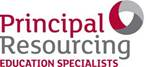 Principal
Resourcing
EDUCATION SPECIALISTS